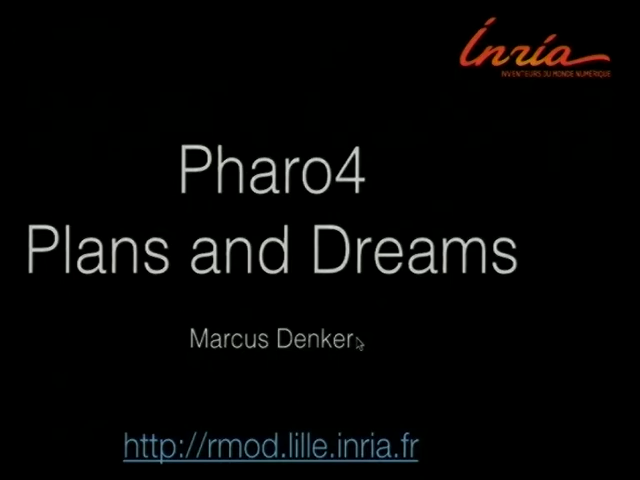 Inria
INVENTEURS DU MONDE NUMÉRIQUE
Pharo4
Plans and Dreams
Marcus Denker
http://rmod.lille.inria.fr